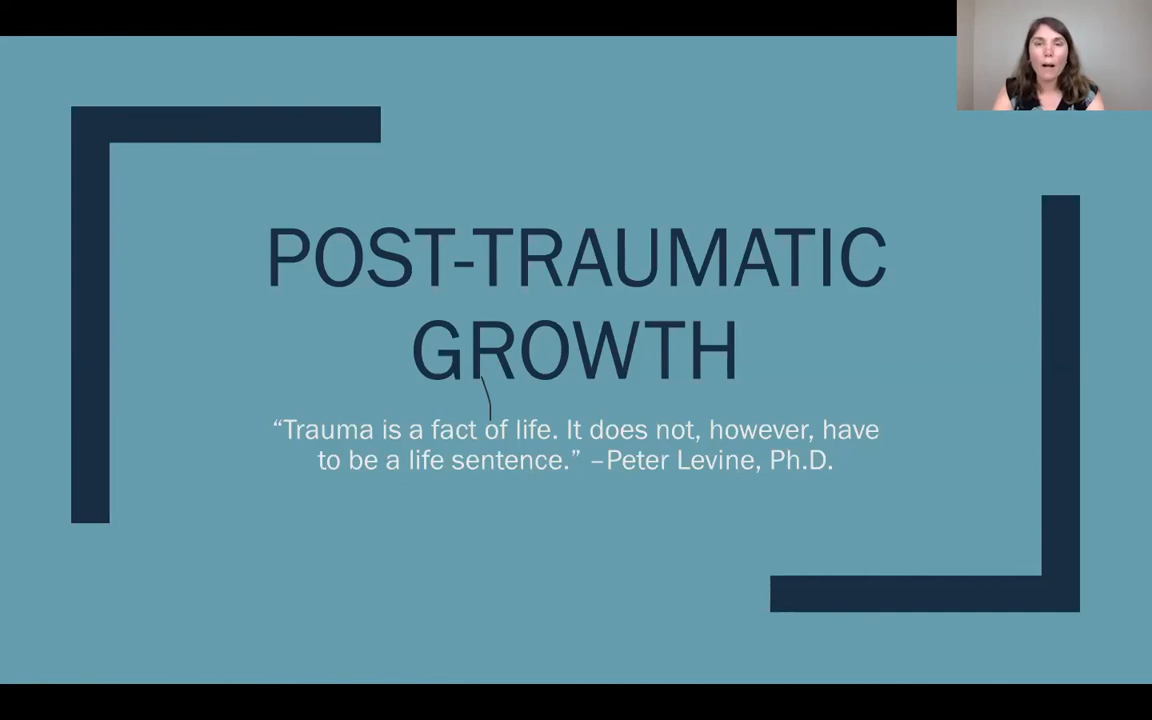 POST-TRAUMATIC
GROWTH
“Trauma is a fact of life. It does not, however, have
to be a life sentence.” –Peter Levine, Ph.D.